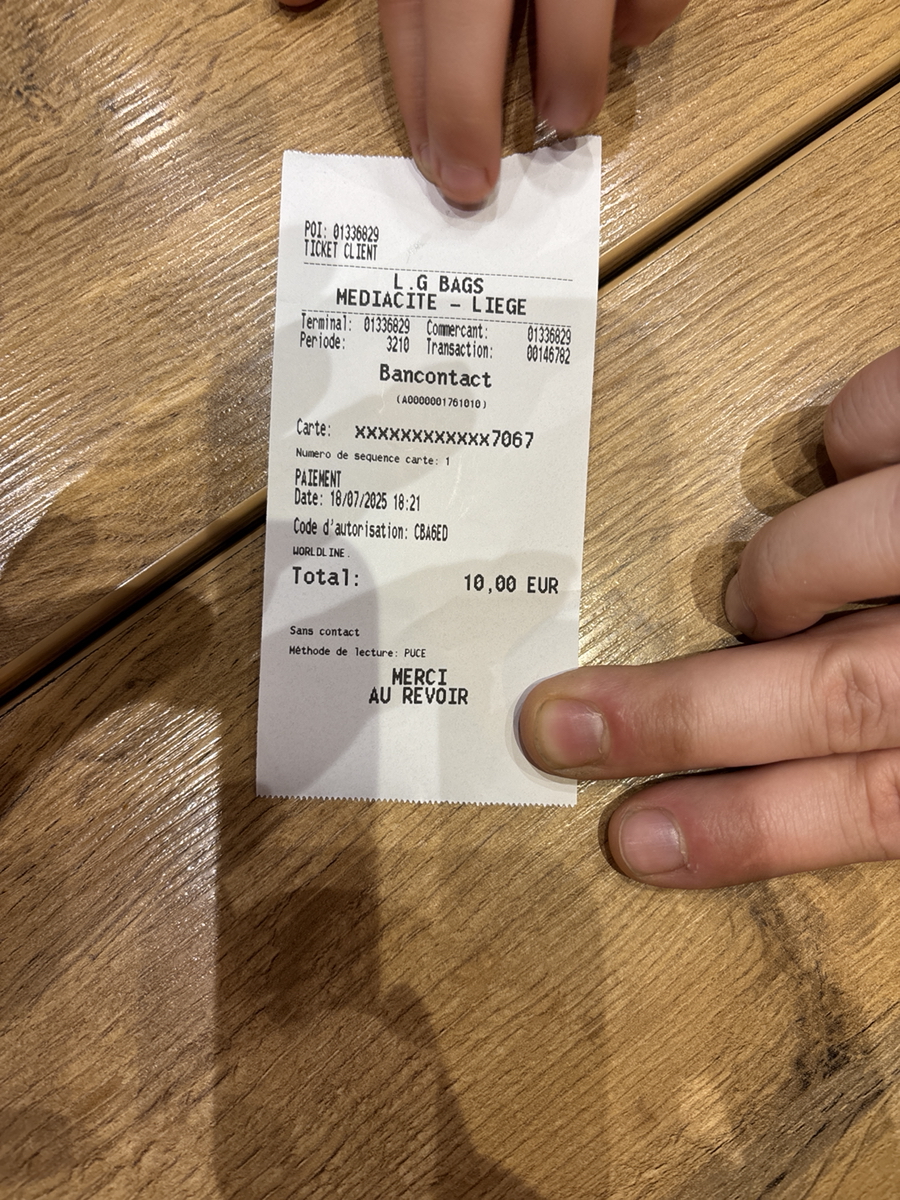 POI: 01336829
TICKET CLIENT
L.G BAGS
MEDIACITE - LIEGE
Terminal: 01336829 Commercant: 01336829
Periode: 3210 Transaction: 00146782
Bancontact
(A0000001761010)
Carte: xxxxxxxxxxxx7067
Numero de sequence carte: 1
PAIEMENT
Date: 18/07/2025 18:21
Code d'autorisation: CBA6ED
WORLDLINE.
Total: 10,00 EUR
Sans contact
Méthode de lecture: PUCE
MERCI
AU REVOIR